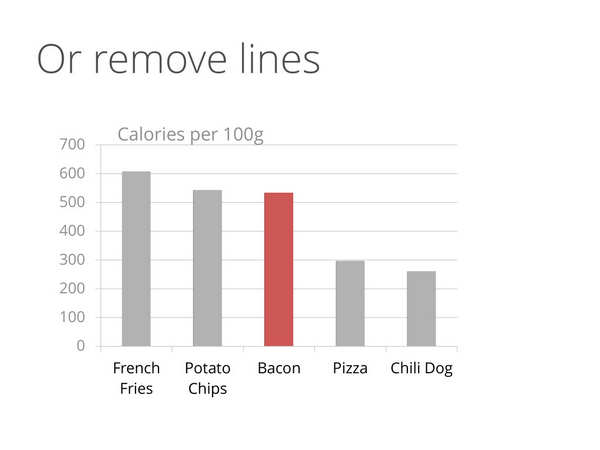 Or remove lines
Calories per 100g
700
600
500
400
300
200
100
0
French
Fries
Potato
Chips
Bacon
Pizza
Chili Dog